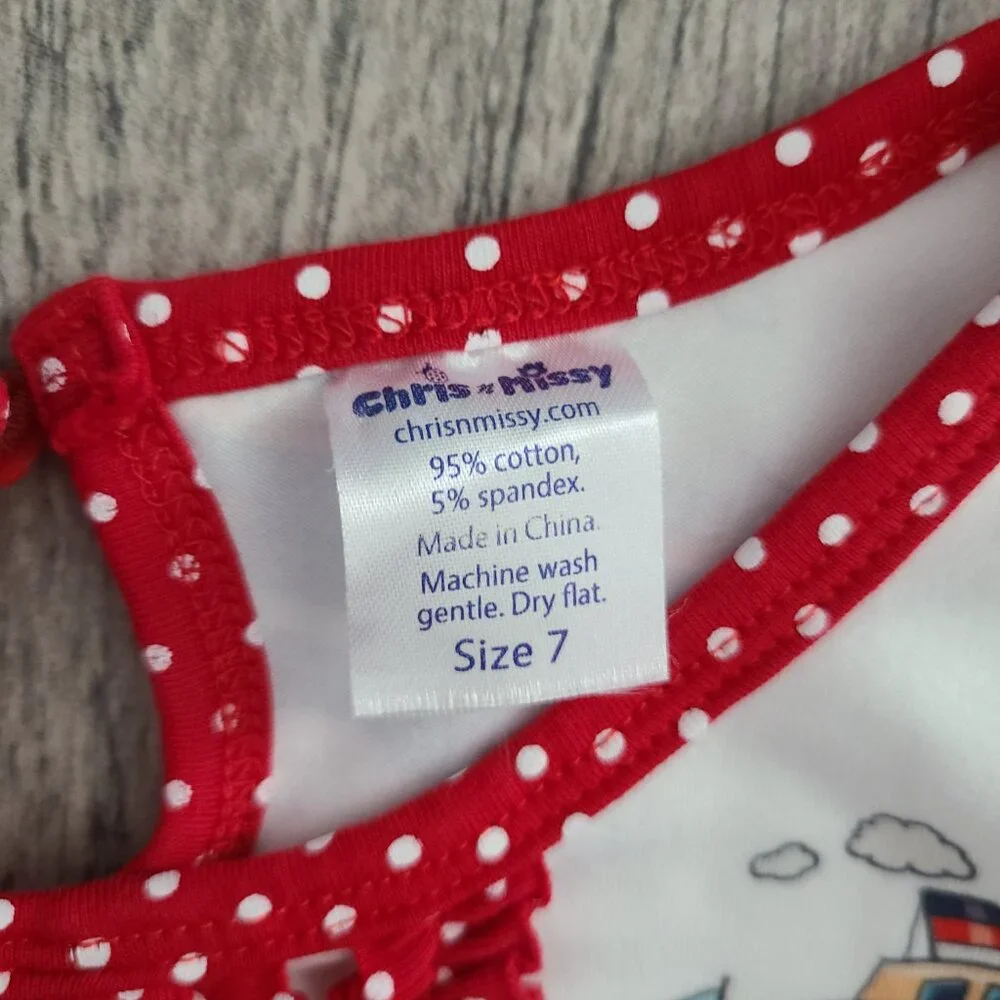 Chris n Missy
chrisnmissy.com
95% cotton,
5% spandex.
Made in China.
Machine wash
gentle. Dry flat.
Size 7